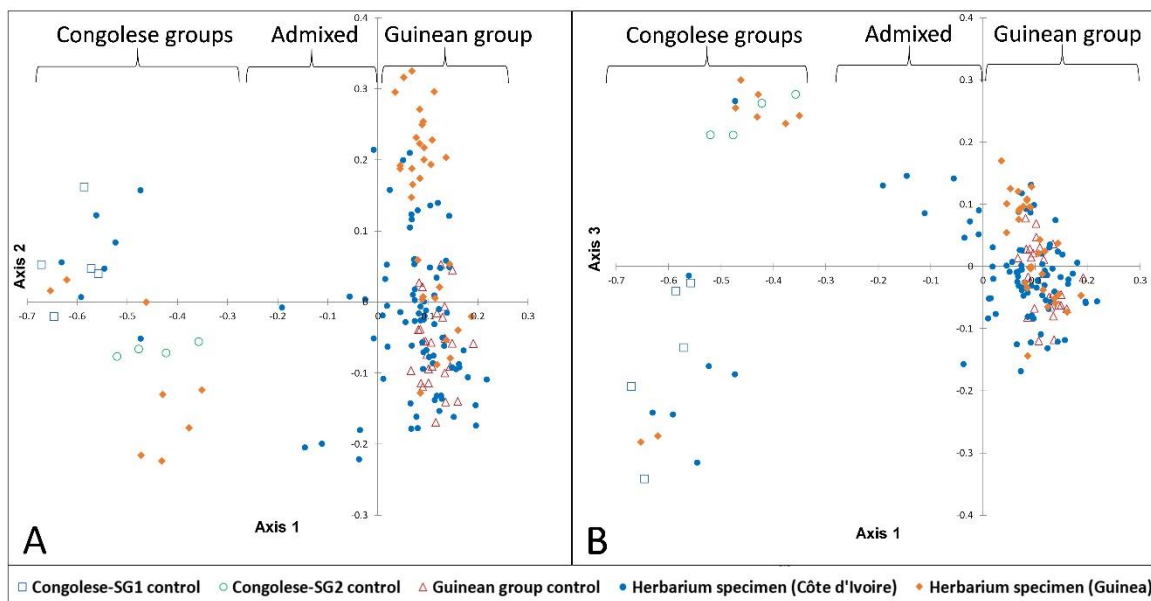 Congolese groups
Admixed
Guinean group
0.4
0.3
0.2
0.1
0
-0.1
-0.2
-0.3
-0.7
-0.6
-0.5
-0.4
-0.3
-0.2
-0.1
0
0.1
0.2
0.3
Axis 2
Axis 1
A
Congolese groups
Admixed
Guinean group
0.4
0.3
0.2
0.1
0
-0.1
-0.2
-0.3
-0.4
-0.7
-0.6
-0.5
-0.4
-0.3
-0.2
-0.1
0
0.1
0.2
0.3
Axis 3
Axis 1
B
Congolese-SG1 control
Congolese-SG2 control
Guinean group control
Herbarium specimen (Côte d'Ivoire)
Herbarium specimen (Guinea)